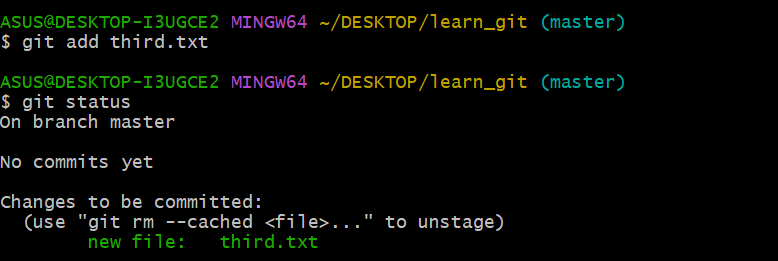 ASUS@DESKTOP-I3UGCE2 MINGW64 ~/DESKTOP/learn_git (master)
$ git add third.txt
ASUS@DESKTOP-I3UGCE2 MINGW64 ~/DESKTOP/learn_git (master)
$ git status
On branch master
No commits yet
Changes to be committed:
  (use "git rm --cached <file>..." to unstage)
        new file:   third.txt